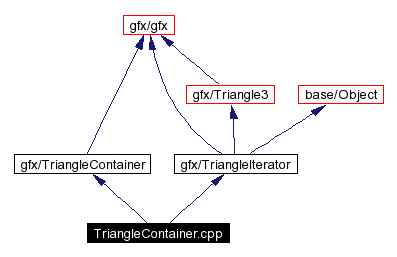 gfx/gfx
gfx/Triangle3
base/Object
gfx/TriangleContainer
gfx/TriangleIterator
TriangleContainer.cpp